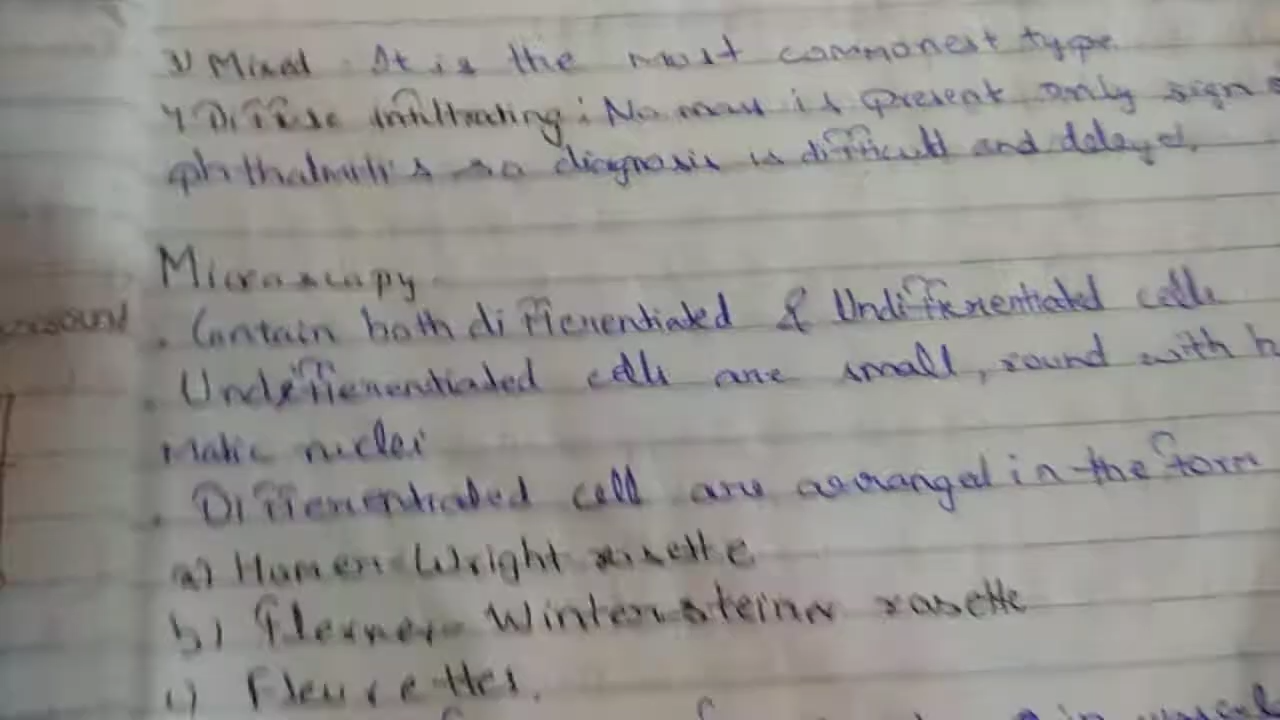 3) Mixed. It is the most commonest type.
4) Diffuse infiltrating: No mass is present only sign
phthalmitis so diagnosis is difficult and delayed.
Microscopy.
. Contain both differentiated & Undifferentiated cells
. Undifferentiated cells are small, round with h
matic nuclei
. Differentiated cell are arranged in the form
a) Homer-Wright rosette
b) Flexner-Wintersteinn rosette
c) Fleurettes.